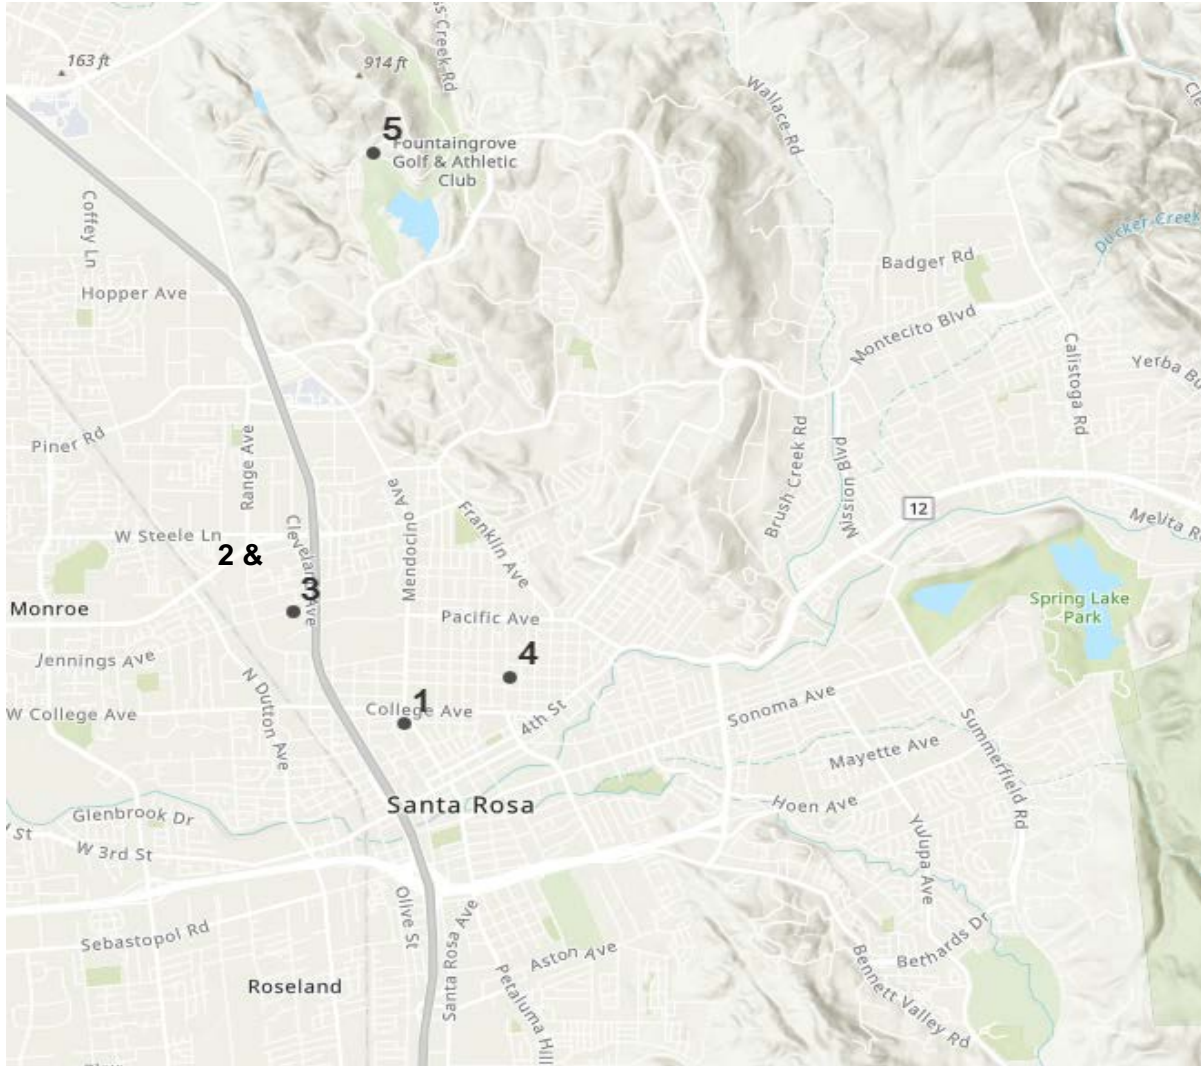 163 ft
914 ft
ss Creek Rd
Wallace Rd
5
Fountaingrove
Golf & Athletic
Club
Coffey Ln
Ducker Creek
Badger Rd
Hopper Ave
Montecito Blvd
Calistoga Rd
Yerba Bu
Piner Rd
Range Ave
Brush Creek Rd
Mission Blvd
Mendocino Ave
Franklin Ave
12
Melita R
W Steele Ln
Cleveland Ave
2 &
3
Monroe
Spring Lake
Park
Pacific Ave
Jennings Ave
4
N Dutton Ave
1
W College Ave
College Ave
4th St
Sonoma Ave
Summerfield Rd
Mayette Ave
Santa Rosa
Hoen Ave
Glenbrook Dr
St
W 3rd St
Yulupa Ave
Olive St
Santa Rosa Ave
Sebastopol Rd
Aston Ave
Bethards Dr
Bennett Valley Rd
Petaluma Hill
Roseland